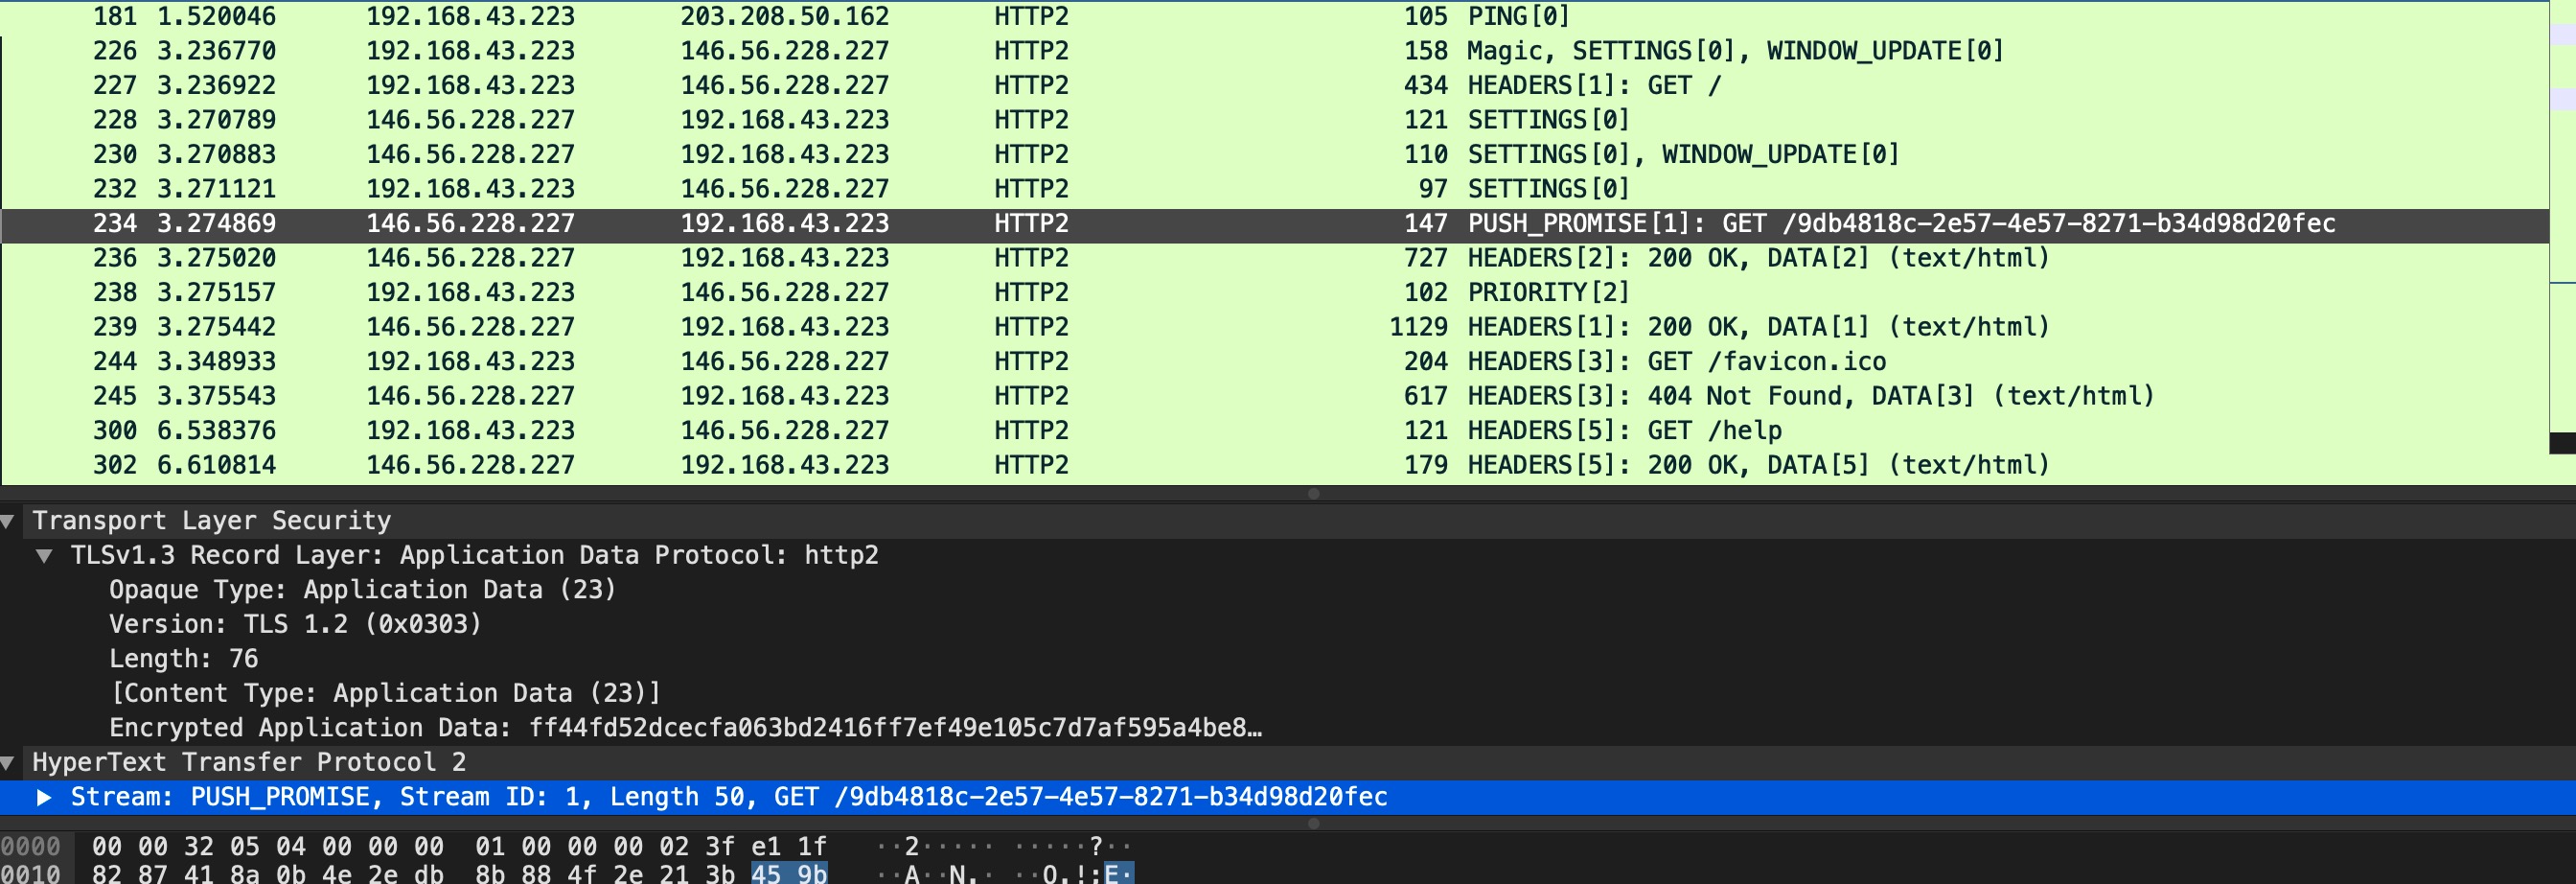 181 1.520046 192.168.43.223 203.208.50.162 HTTP2 105 PING[0]
226 3.236770 192.168.43.223 146.56.228.227 HTTP2 158 Magic, SETTINGS[0], WINDOW_UPDATE[0]
227 3.236922 192.168.43.223 146.56.228.227 HTTP2 434 HEADERS[1]: GET /
228 3.270789 146.56.228.227 192.168.43.223 HTTP2 121 SETTINGS[0]
230 3.270883 146.56.228.227 192.168.43.223 HTTP2 110 SETTINGS[0], WINDOW_UPDATE[0]
232 3.271121 192.168.43.223 146.56.228.227 HTTP2 97 SETTINGS[0]
234 3.274869 146.56.228.227 192.168.43.223 HTTP2 147 PUSH_PROMISE[1]: GET /9db4818c-2e57-4e57-8271-b34d98d20fec
236 3.275020 146.56.228.227 192.168.43.223 HTTP2 727 HEADERS[2]: 200 OK, DATA[2] (text/html)
238 3.275157 192.168.43.223 146.56.228.227 HTTP2 102 PRIORITY[2]
239 3.275442 146.56.228.227 192.168.43.223 HTTP2 1129 HEADERS[1]: 200 OK, DATA[1] (text/html)
244 3.348933 192.168.43.223 146.56.228.227 HTTP2 204 HEADERS[3]: GET /favicon.ico
245 3.375543 146.56.228.227 192.168.43.223 HTTP2 617 HEADERS[3]: 404 Not Found, DATA[3] (text/html)
300 6.538376 192.168.43.223 146.56.228.227 HTTP2 121 HEADERS[5]: GET /help
302 6.610814 146.56.228.227 192.168.43.223 HTTP2 179 HEADERS[5]: 200 OK, DATA[5] (text/html)
Transport Layer Security
TLSv1.3 Record Layer: Application Data Protocol: http2
Opaque Type: Application Data (23)
Version: TLS 1.2 (0x0303)
Length: 76
[Content Type: Application Data (23)]
Encrypted Application Data: ff44fd52dcecfa063bd2416ff7ef49e105c7d7af595a4be8…
HyperText Transfer Protocol 2
Stream: PUSH_PROMISE, Stream ID: 1, Length 50, GET /9db4818c-2e57-4e57-8271-b34d98d20fec
0000 00 00 32 05 04 00 00 00 01 00 00 00 02 3f e1 1f ··2····· ·····?··
0010 82 87 41 8a 0b 4e 2e db 8b 88 4f 2e 21 3b 45 9b ··A··N.· ··O.!;E·